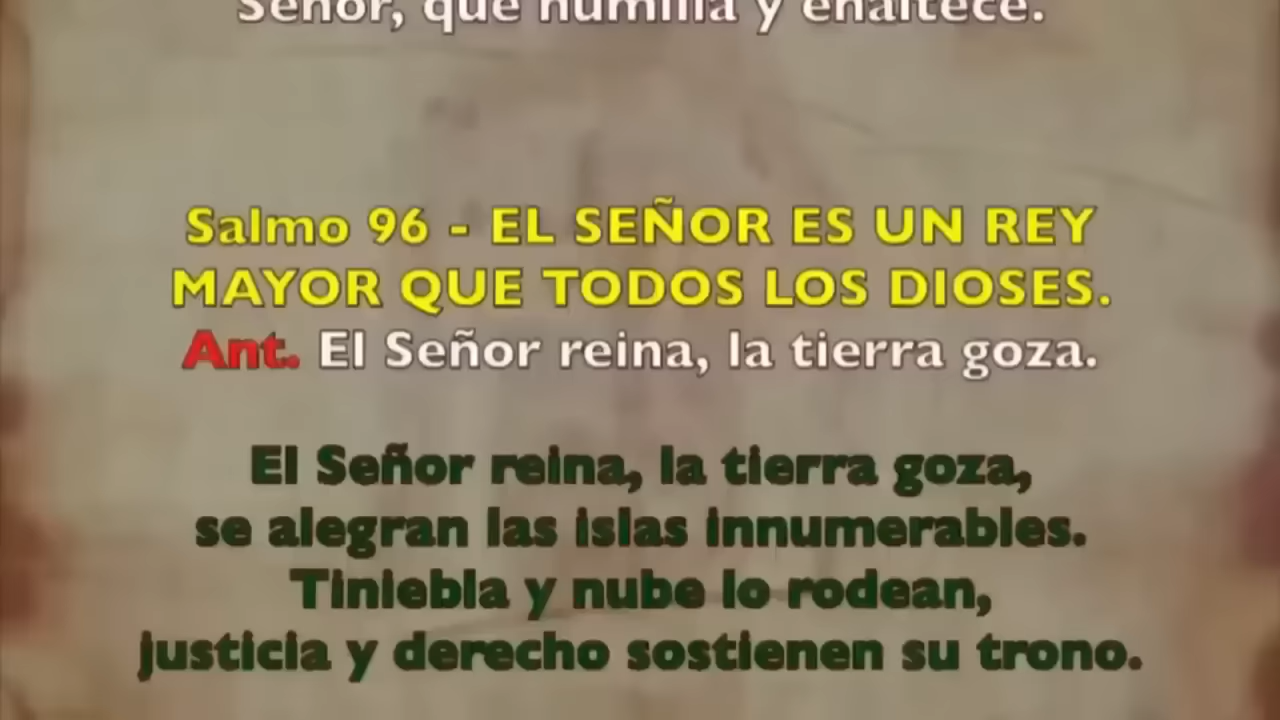 Señor, que humilla y enaltece.
Salmo 96 - EL SEÑOR ES UN REY
MAYOR QUE TODOS LOS DIOSES.
Ant. El Señor reina, la tierra goza.
El Señor reina, la tierra goza,
se alegran las islas innumerables.
Tiniebla y nube lo rodean,
justicia y derecho sostienen su trono.